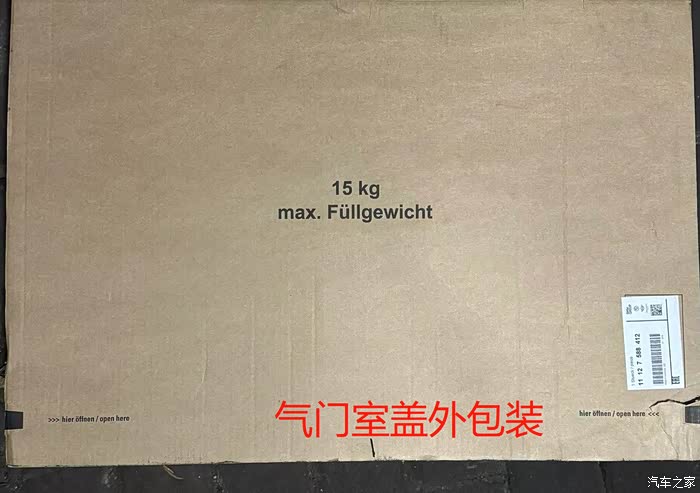 15 kg
max. Füllgewicht
11 12 7 588 412
EAC
>>> hier öffnen / open here
hier öffnen / open here <<<
气门室盖外包装
汽车之家